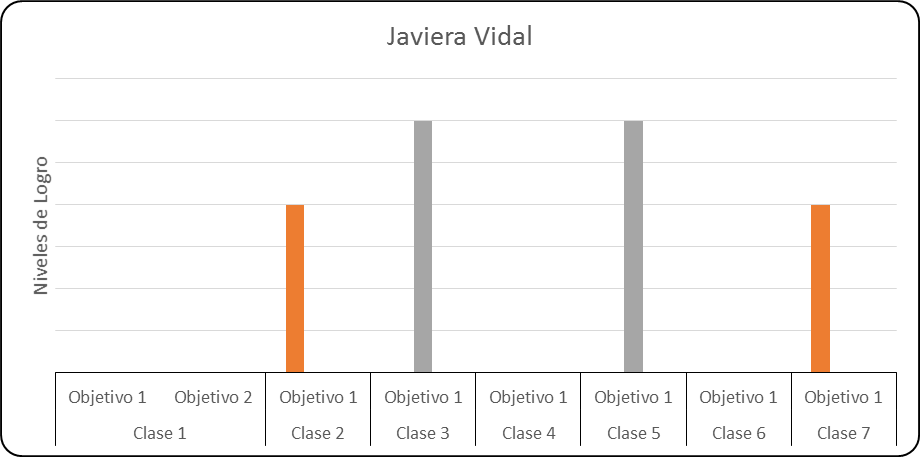 Javiera Vidal
Niveles de Logro
Objetivo 1 Objetivo 2 Objetivo 1 Objetivo 1 Objetivo 1 Objetivo 1 Objetivo 1 Objetivo 1
Clase 1 Clase 2 Clase 3 Clase 4 Clase 5 Clase 6 Clase 7